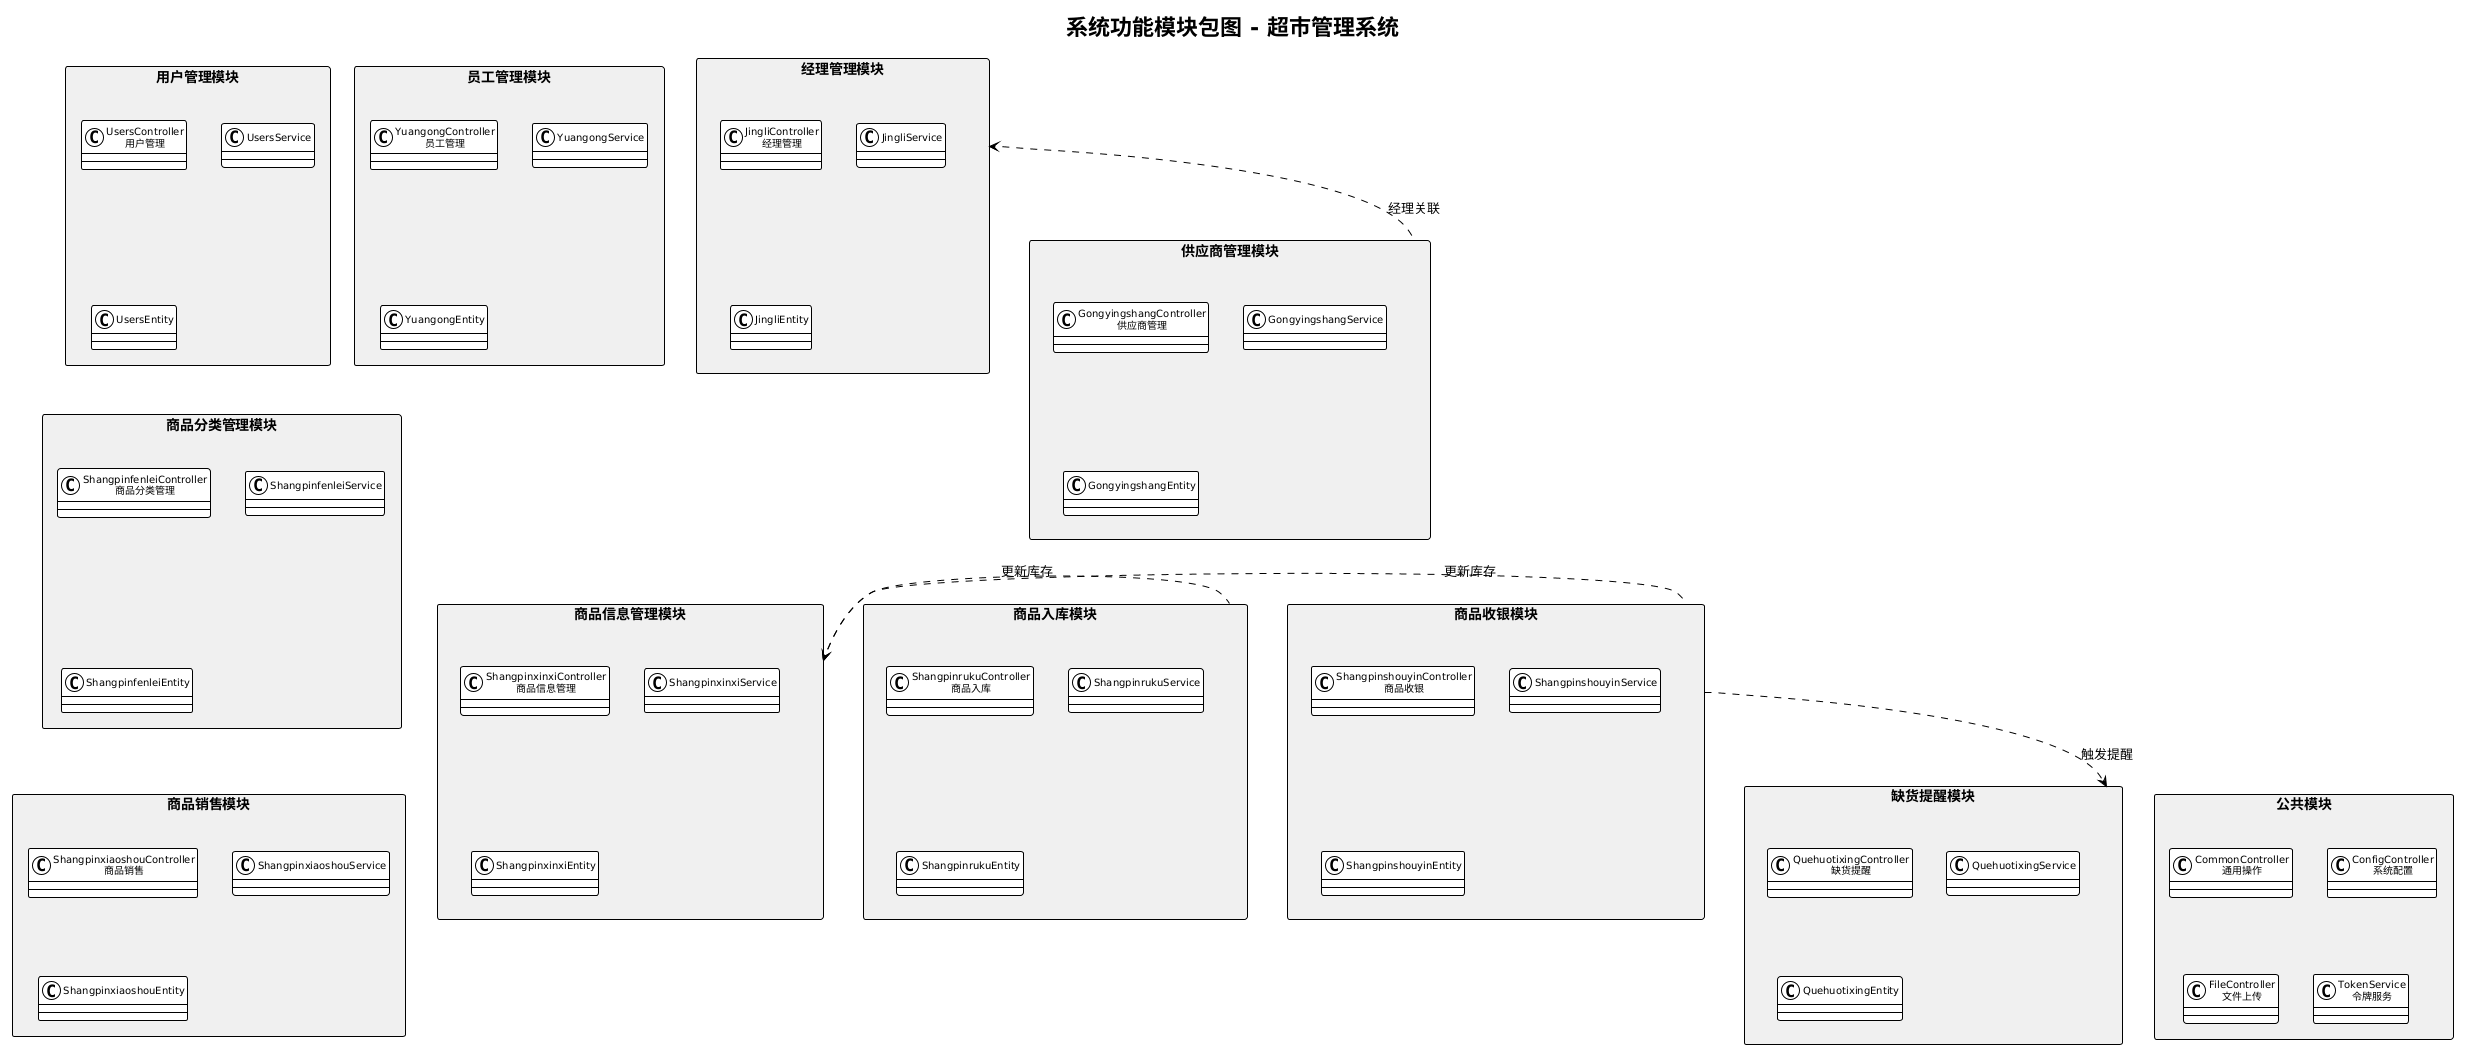 系统功能模块包图 - 超市管理系统
用户管理模块
C UsersController
用户管理
C UsersService
C UsersEntity
员工管理模块
C YuangongController
员工管理
C YuangongService
C YuangongEntity
经理管理模块
C JingliController
经理管理
C JingliService
C JingliEntity
经理关联
供应商管理模块
C GongyingshangController
供应商管理
C GongyingshangService
C GongyingshangEntity
商品分类管理模块
C ShangpinfenleiController
商品分类管理
C ShangpinfenleiService
C ShangpinfenleiEntity
更新库存
更新库存
商品信息管理模块
C ShangpinxinxiController
商品信息管理
C ShangpinxinxiService
C ShangpinxinxiEntity
商品入库模块
C ShangpinrukuController
商品入库
C ShangpinrukuService
C ShangpinrukuEntity
商品收银模块
C ShangpinshouyinController
商品收银
C ShangpinshouyinService
C ShangpinshouyinEntity
触发提醒
商品销售模块
C ShangpinxiaoshouController
商品销售
C ShangpinxiaoshouService
C ShangpinxiaoshouEntity
缺货提醒模块
C QuehuotixingController
缺货提醒
C QuehuotixingService
C QuehuotixingEntity
公共模块
C CommonController
通用操作
C ConfigController
系统配置
C FileController
文件上传
C TokenService
令牌服务